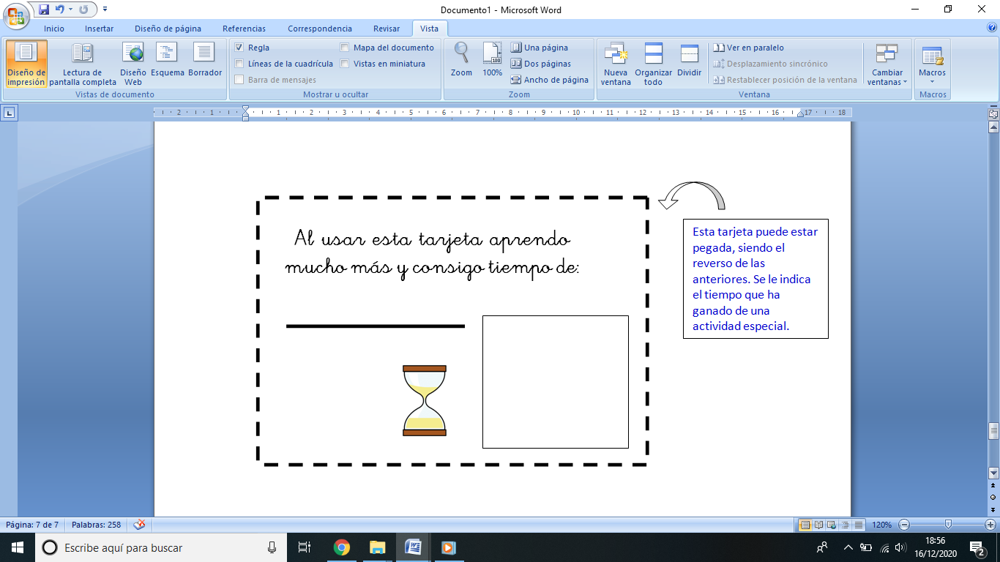 Documento1 - Microsoft Word
Inicio Insertar Diseño de página Referencias Correspondencia Revisar Vista
Diseño de impresión
Lectura de pantalla completa
Diseño Web
Esquema
Borrador
Vistas de documento
Regla
Líneas de la cuadrícula
Barra de mensajes
Mapa del documento
Vistas en miniatura
Mostrar u ocultar
Zoom
100%
Una página
Dos páginas
Ancho de página
Zoom
Nueva ventana
Organizar todo
Dividir
Ver en paralelo
Desplazamiento sincrónico
Restablecer posición de la ventana
Cambiar ventanas
Ventana
Macros
Macros
2 1 1 2 3 4 5 6 7 8 9 10 11 12 13 14 15 16 17 18
Al usar esta tarjeta aprendo
mucho más y consigo tiempo de:
Esta tarjeta puede estar
pegada, siendo el
reverso de las
anteriores. Se le indica
el tiempo que ha
ganado de una
actividad especial.
Página: 7 de 7 Palabras: 258
120%
Escribe aquí para buscar
18:56
16/12/2020
2